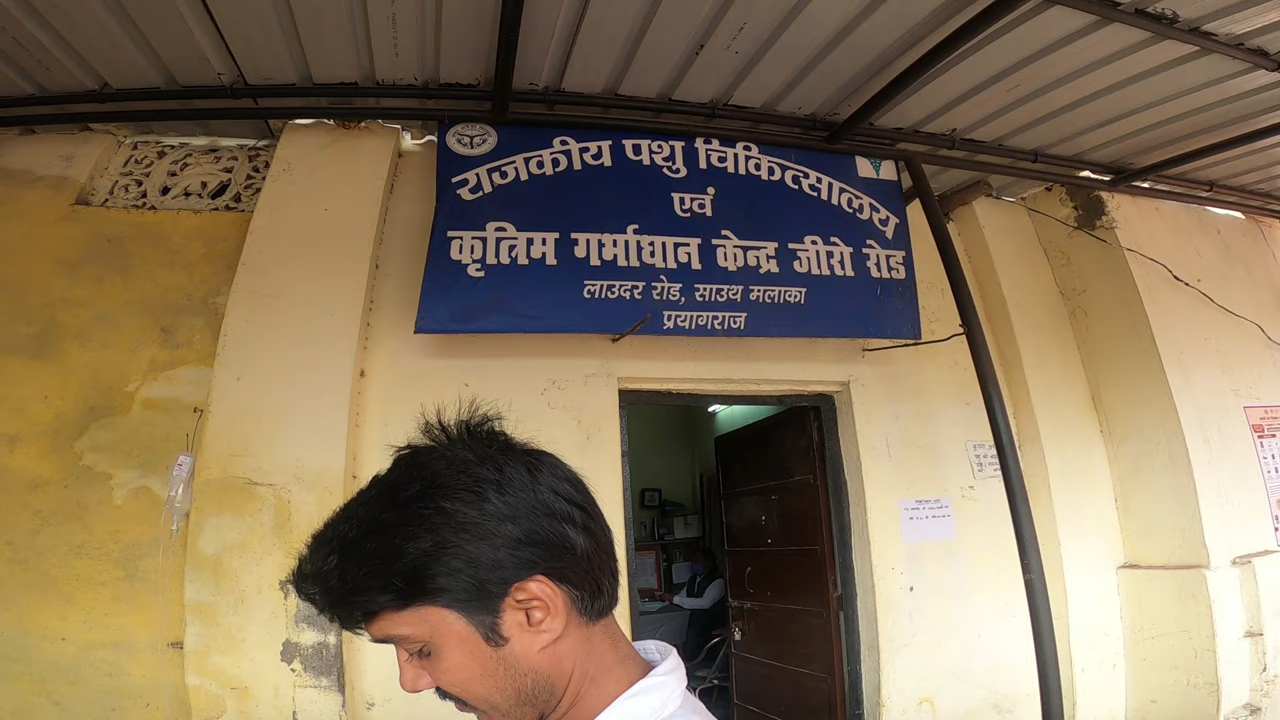 राजकीय पशु चिकित्सालय
एवं
कृत्रिम गर्भाधान केन्द्र जीरो रोड
लाउदर रोड, साउथ मलाका
प्रयागराज